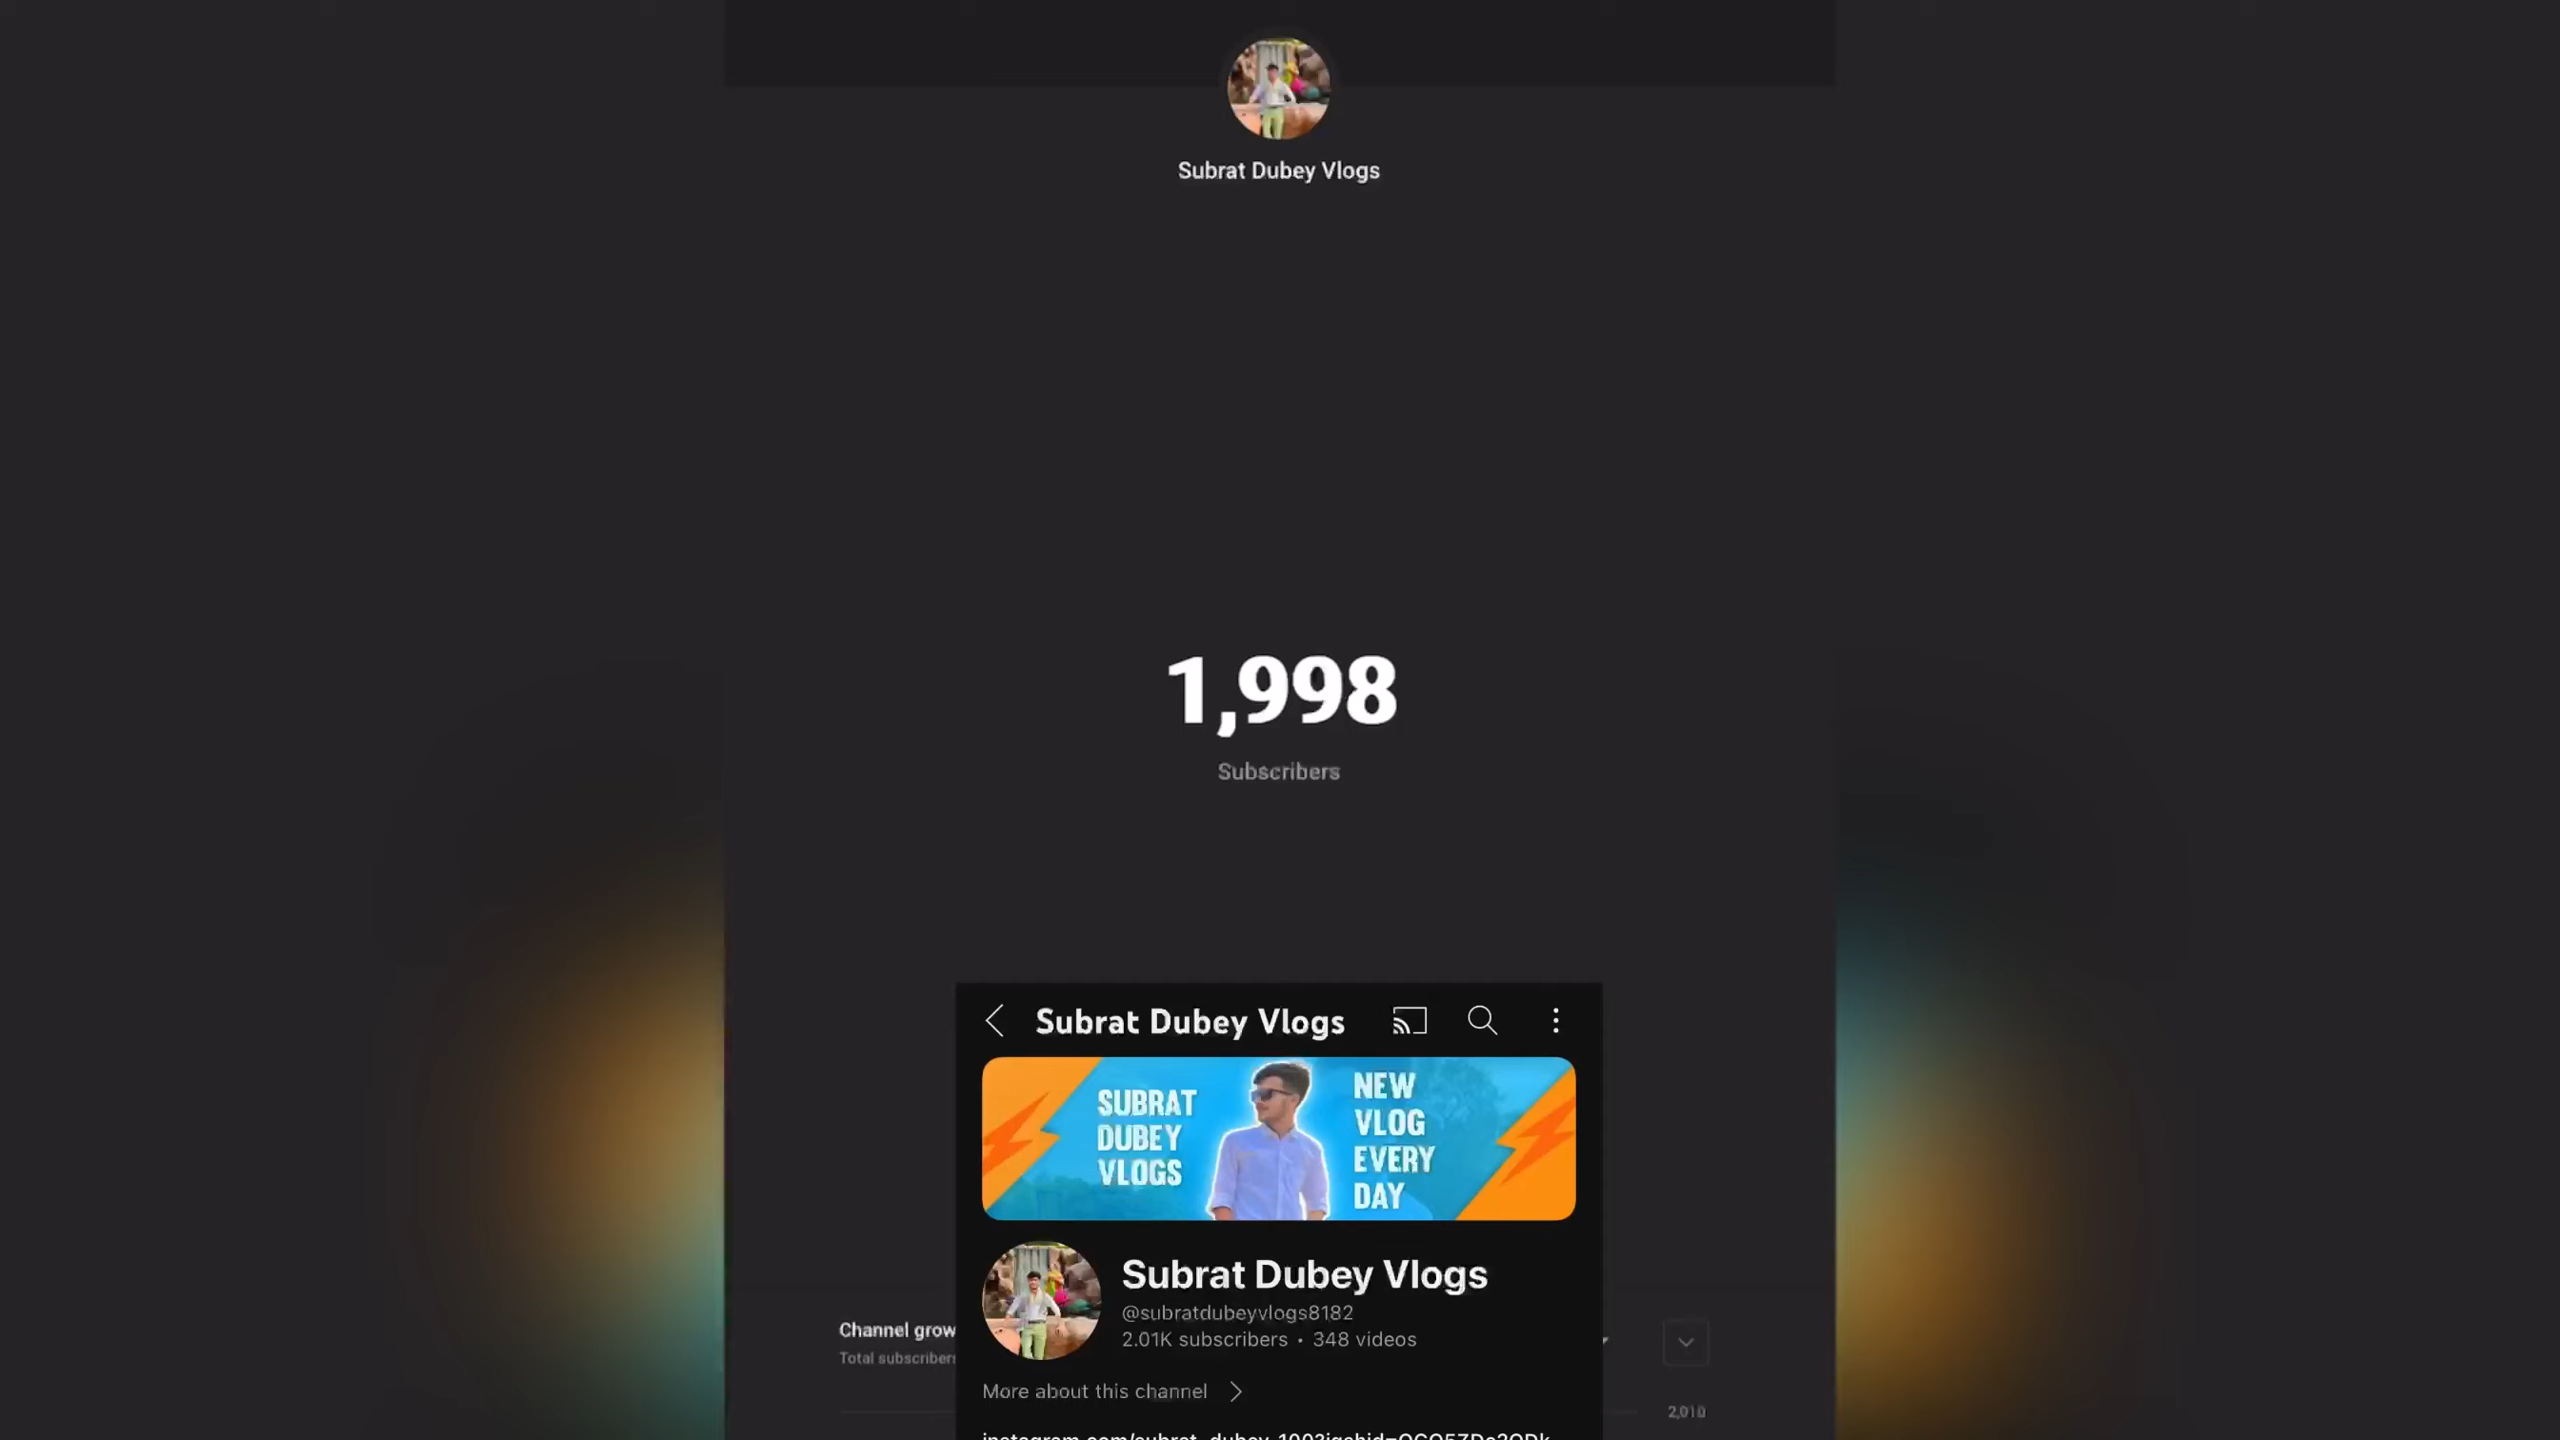 Subrat Dubey Vlogs
1,998
Subscribers
Subrat Dubey Vlogs
SUBRAT
DUBEY
VLOGS
NEW
VLOG
EVERY
DAY
Subrat Dubey Vlogs
@subratdubeyvlogs8182
2.01K subscribers • 348 videos
Channel grow
Total subscribers
More about this channel
2,010